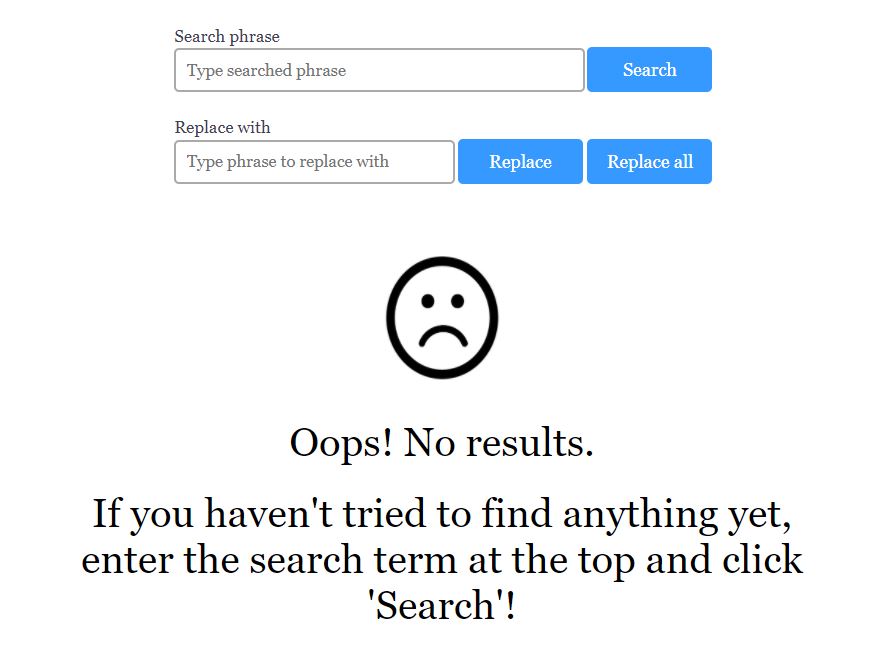 Search phrase
Type searched phrase
Search
Replace with
Type phrase to replace with
Replace
Replace all
Oops! No results.
If you haven't tried to find anything yet,
enter the search term at the top and click
'Search'!